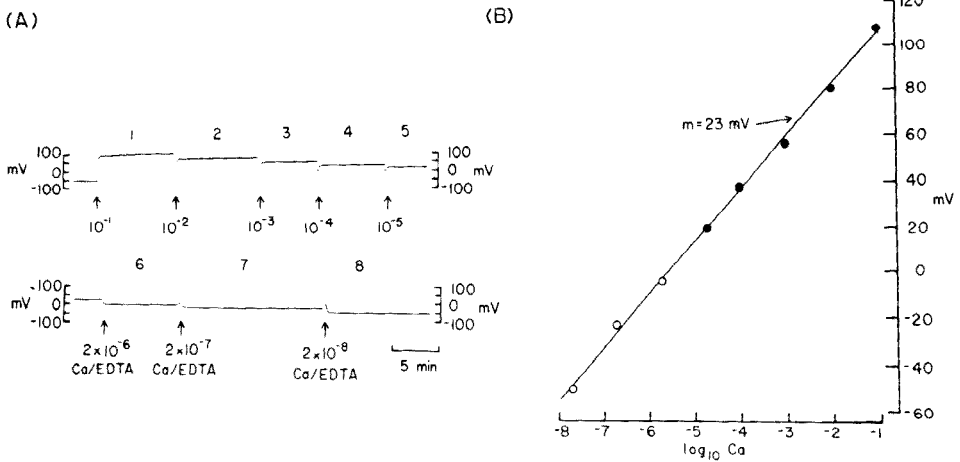 (A)
1 2 3 4 5
mV 100 0 -100
100 0 -100 mV
10⁻¹ 10⁻² 10⁻³ 10⁻⁴ 10⁻⁵
6 7 8
mV -100 0 -100
100 0 -100 mV
2×10⁻⁶ 2×10⁻⁷ 2×10⁻⁸
Ca/EDTA Ca/EDTA Ca/EDTA
5 min
(B)
m=23 mV
120
100
80
60
40
mV
20
0
-20
-40
-60
-8 -7 -6 -5 -4 -3 -2 -1
log₁₀ Ca